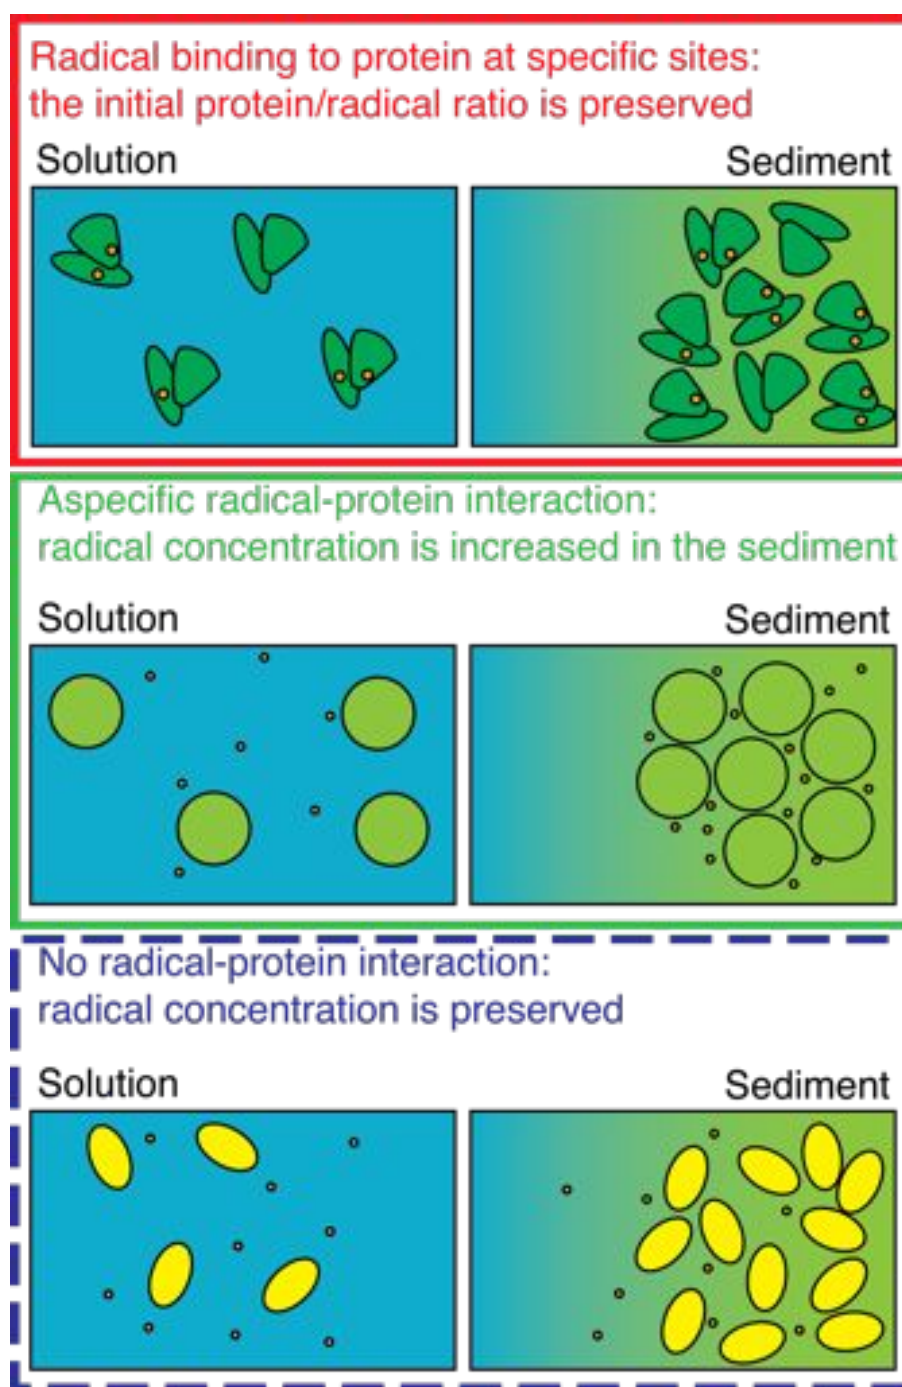 Radical binding to protein at specific sites:
the initial protein/radical ratio is preserved
Solution
Sediment
Aspecific radical-protein interaction:
radical concentration is increased in the sediment
Solution
Sediment
No radical-protein interaction:
radical concentration is preserved
Solution
Sediment